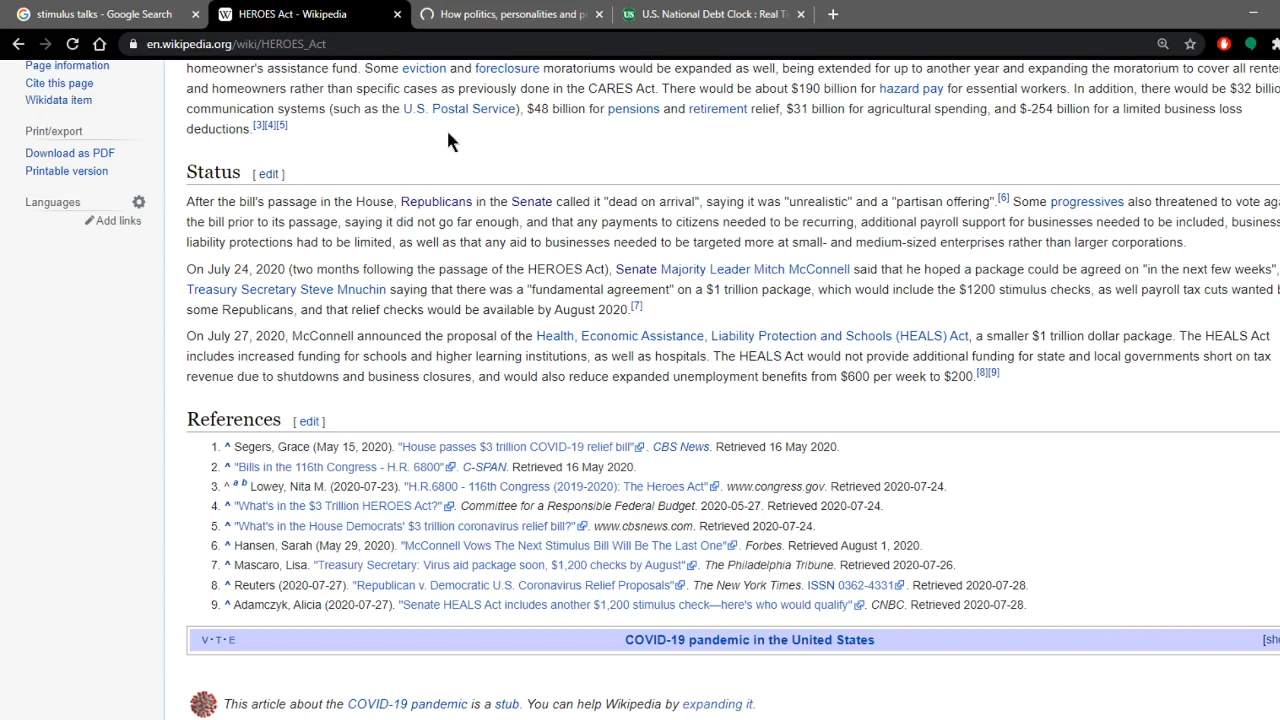 stimulus talks - Google Search
HEROES Act - Wikipedia
How politics, personalities and p
U.S. National Debt Clock : Real Ti
en.wikipedia.org/wiki/HEROES_Act
Page information
Cite this page
Wikidata item
Print/export
Download as PDF
Printable version
Languages
Add links
homeowner's assistance fund. Some eviction and foreclosure moratoriums would be expanded as well, being extended for up to another year and expanding the moratorium to cover all rente
and homeowners rather than specific cases as previously done in the CARES Act. There would be about $190 billion for hazard pay for essential workers. In addition, there would be $32 billio
communication systems (such as the U.S. Postal Service), $48 billion for pensions and retirement relief, $31 billion for agricultural spending, and $-254 billion for a limited business loss
deductions.[3][4][5]
Status [ edit ]
After the bill's passage in the House, Republicans in the Senate called it "dead on arrival", saying it was "unrealistic" and a "partisan offering".[6] Some progressives also threatened to vote aga
the bill prior to its passage, saying it did not go far enough, and that any payments to citizens needed to be recurring, additional payroll support for businesses needed to be included, business
liability protections had to be limited, as well as that any aid to businesses needed to be targeted more at small- and medium-sized enterprises rather than larger corporations.
On July 24, 2020 (two months following the passage of the HEROES Act), Senate Majority Leader Mitch McConnell said that he hoped a package could be agreed on "in the next few weeks",
Treasury Secretary Steve Mnuchin saying that there was a "fundamental agreement" on a $1 trillion package, which would include the $1200 stimulus checks, as well payroll tax cuts wanted b
some Republicans, and that relief checks would be available by August 2020.[7]
On July 27, 2020, McConnell announced the proposal of the Health, Economic Assistance, Liability Protection and Schools (HEALS) Act, a smaller $1 trillion dollar package. The HEALS Act
includes increased funding for schools and higher learning institutions, as well as hospitals. The HEALS Act would not provide additional funding for state and local governments short on tax
revenue due to shutdowns and business closures, and would also reduce expanded unemployment benefits from $600 per week to $200.[8][9]
References [ edit ]
1. ^ Segers, Grace (May 15, 2020). "House passes $3 trillion COVID-19 relief bill". CBS News. Retrieved 16 May 2020.
2. ^ "Bills in the 116th Congress - H.R. 6800". C-SPAN. Retrieved 16 May 2020.
3. ^ a b Lowey, Nita M. (2020-07-23). "H.R.6800 - 116th Congress (2019-2020): The Heroes Act". www.congress.gov. Retrieved 2020-07-24.
4. ^ "What's in the $3 Trillion HEROES Act?". Committee for a Responsible Federal Budget. 2020-05-27. Retrieved 2020-07-24.
5. ^ "What's in the House Democrats' $3 trillion coronavirus relief bill?". www.cbsnews.com. Retrieved 2020-07-24.
6. ^ Hansen, Sarah (May 29, 2020). "McConnell Vows The Next Stimulus Bill Will Be The Last One". Forbes. Retrieved August 1, 2020.
7. ^ Mascaro, Lisa. "Treasury Secretary: Virus aid package soon, $1,200 checks by August". The Philadelphia Tribune. Retrieved 2020-07-26.
8. ^ Reuters (2020-07-27). "Republican v. Democratic U.S. Coronavirus Relief Proposals". The New York Times. ISSN 0362-4331. Retrieved 2020-07-28.
9. ^ Adamczyk, Alicia (2020-07-27). "Senate HEALS Act includes another $1,200 stimulus check—here's who would qualify". CNBC. Retrieved 2020-07-28.
V·T·E COVID-19 pandemic in the United States [sho
This article about the COVID-19 pandemic is a stub. You can help Wikipedia by expanding it.